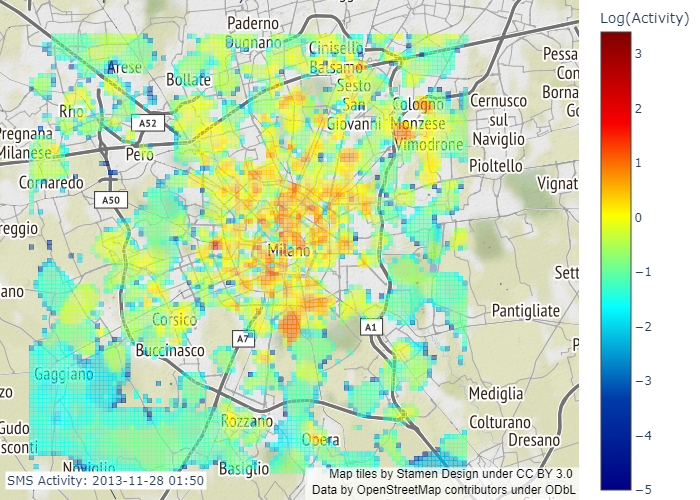 Log(Activity)
Paderno
Dugnano
Cinisello
Balsamo
Pessa
Con
Arese
Bollate
Sesto
San
Giovanni
Borna
Go
Rho
A52
Cologno
Monzese
Cernusco
sul
Naviglio
Pregnana
Milanese
Pero
Vimodrone
Pioltello
Cornaredo
A50
Vignat
reggio
Milano
Sett
ano
Corsico
Pantigliate
A7
A1
Buccinasco
P
Gaggiano
zo
Mediglia
Gudo
sconti
Rozzano
Opera
Colturano
Dresano
Noviglio
Basiglio
SMS Activity: 2013-11-28 01:50
Map tiles by Stamen Design under CC BY 3.0
Data by OpenStreetMap contributors under ODbL
3
2
1
0
−1
−2
−3
−4
−5